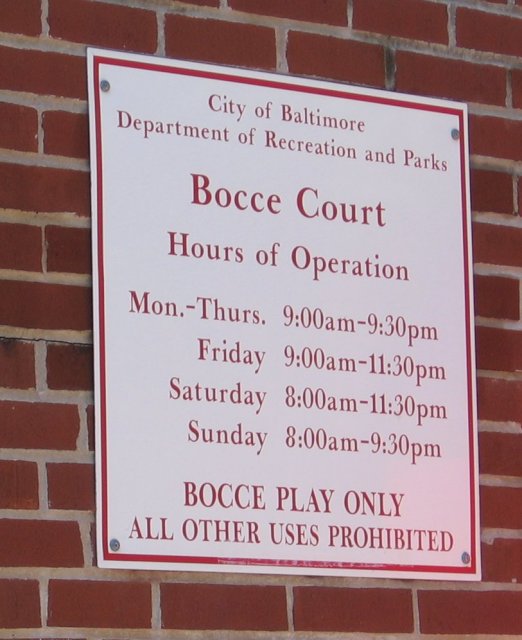 City of Baltimore
Department of Recreation and Parks
Bocce Court
Hours of Operation
Mon.-Thurs. 9:00am-9:30pm
Friday 9:00am-11:30pm
Saturday 8:00am-11:30pm
Sunday 8:00am-9:30pm
BOCCE PLAY ONLY
ALL OTHER USES PROHIBITED